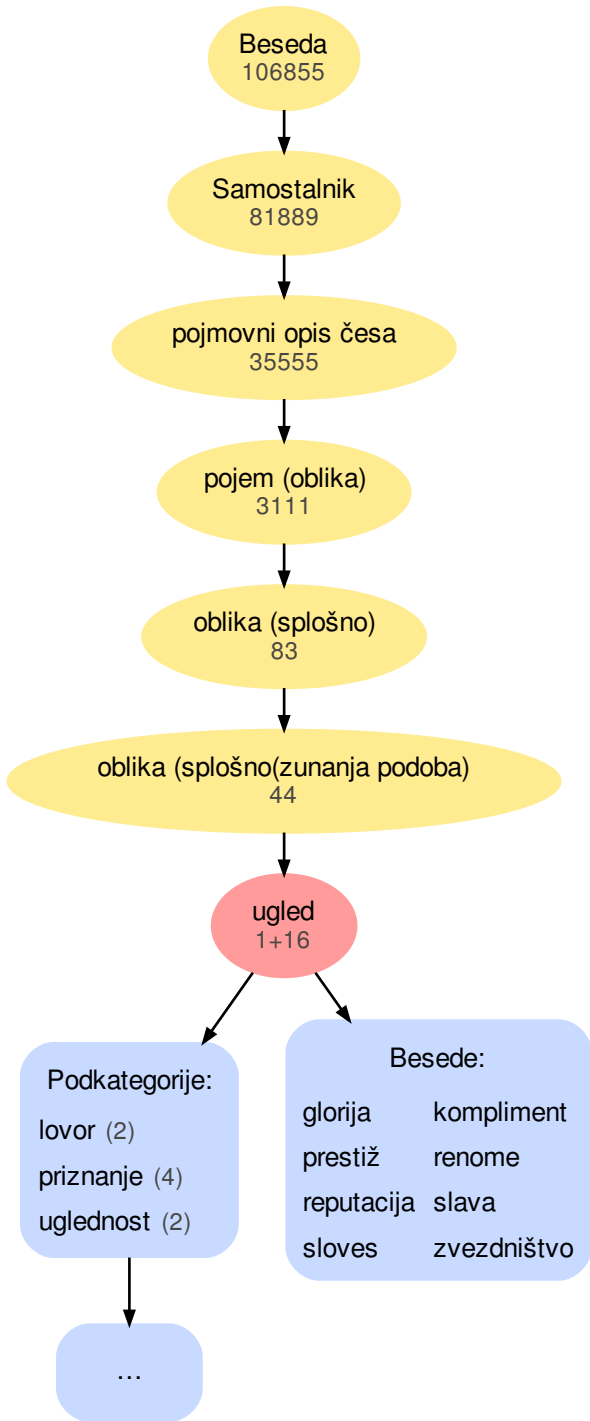 Beseda
106855
Samostalnik
81889
pojmovni opis česa
35555
pojem (oblika)
3111
oblika (splošno)
83
oblika (splošno(zunanja podoba)
44
ugled
1+16
Podkategorije:
lovor (2)
priznanje (4)
uglednost (2)
Besede:
glorija kompliment
prestiž renome
reputacija slava
sloves zvezdništvo
...